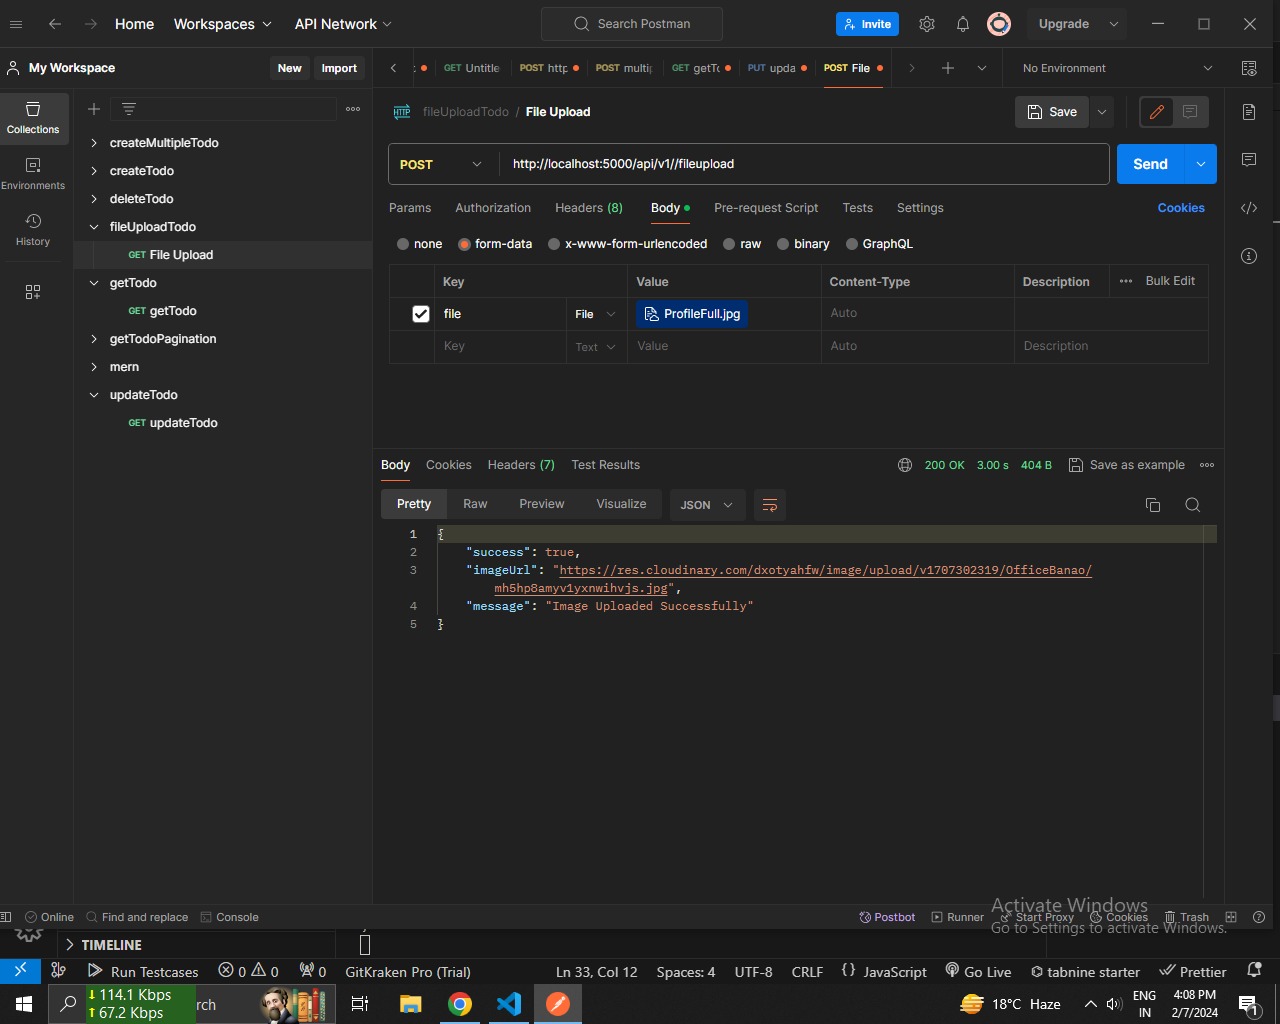 Home Workspaces API Network Search Postman Invite Upgrade
My Workspace New Import GET Untitle POST http POST multi GET getTo PUT upda POST File No Environment
Collections
Environments
History
createMultipleTodo
createTodo
deleteTodo
fileUploadTodo
GET File Upload
getTodo
GET getTodo
getTodoPagination
mern
updateTodo
GET updateTodo
HTTP fileUploadTodo / File Upload Save
POST http://localhost:5000/api/v1//fileupload Send
Params Authorization Headers (8) Body Pre-request Script Tests Settings Cookies
none form-data x-www-form-urlencoded raw binary GraphQL
Key Value Content-Type Description Bulk Edit
file File ProfileFull.jpg Auto
Key Text Value Auto Description
Body Cookies Headers (7) Test Results 200 OK 3.00 s 404 B Save as example
Pretty Raw Preview Visualize JSON
1 {
2 "success": true,
3 "imageUrl": "https://res.cloudinary.com/dxotyahfw/image/upload/v1707302319/OfficeBanao/
mh5hp8amyv1yxnwihvjs.jpg",
4 "message": "Image Uploaded Successfully"
5 }
Activate Windows
Go to Settings to activate Windows.
Online Find and replace Console Postbot Runner Start Proxy Cookies Trash
TIMELINE
Run Testcases 0 0 0 GitKraken Pro (Trial) Ln 33, Col 12 Spaces: 4 UTF-8 CRLF {} JavaScript Go Live tabnine starter Prettier
114.1 Kbps
67.2 Kbps
rch
18°C Haze
ENG
IN
4:08 PM
2/7/2024
1